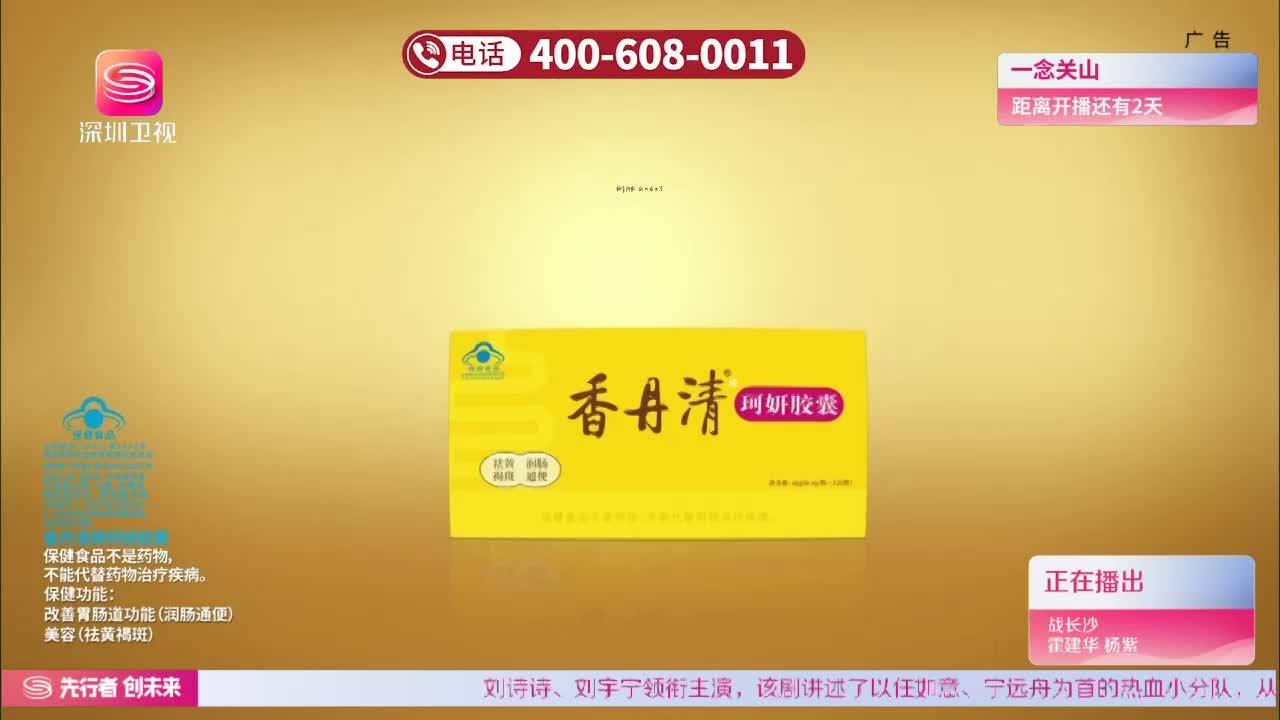 电话 400-608-0011
广告
深圳卫视
一念关山
距离开播还有2天
香丹清®
珂妍胶囊
祛黄 润肠
褐斑 通便
保健食品
保健食品不是药物,
不能代替药物治疗疾病。
保健功能:
改善胃肠道功能(润肠通便)
美容(祛黄褐斑)
正在播出
战长沙
霍建华 杨紫
先行者 创未来
刘诗诗、刘宇宁领衔主演,该剧讲述了以任如意、宁远舟为首的热血小分队,从